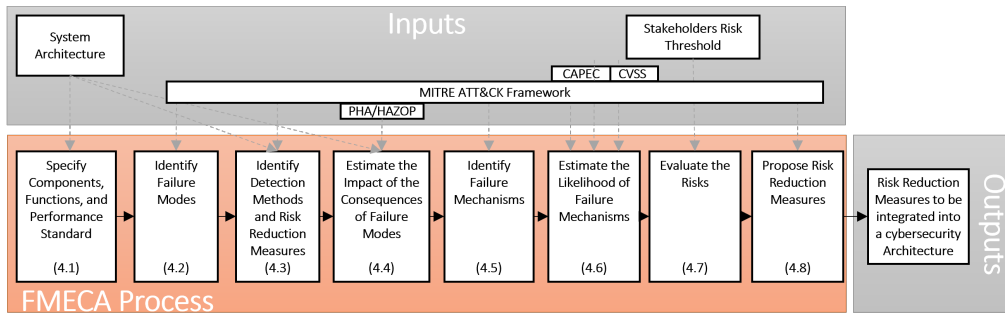 Inputs
System
Architecture
Stakeholders Risk
Threshold
CAPEC
CVSS
MITRE ATT&CK Framework
PHA/HAZOP
Specify
Components,
Functions, and
Performance
Standard
(4.1)
Identify
Failure
Modes
(4.2)
Identify
Detection
Methods
and Risk
Reduction
Measures
(4.3)
Estimate the
Impact of the
Consequences
of Failure
Modes
(4.4)
Identify
Failure
Mechanisms
(4.5)
Estimate the
Likelihood of
Failure
Mechanisms
(4.6)
Evaluate the
Risks
(4.7)
Propose Risk
Reduction
Measures
(4.8)
FMECA Process
Risk Reduction
Measures to be
integrated into
a cybersecurity
Architecture
Outputs